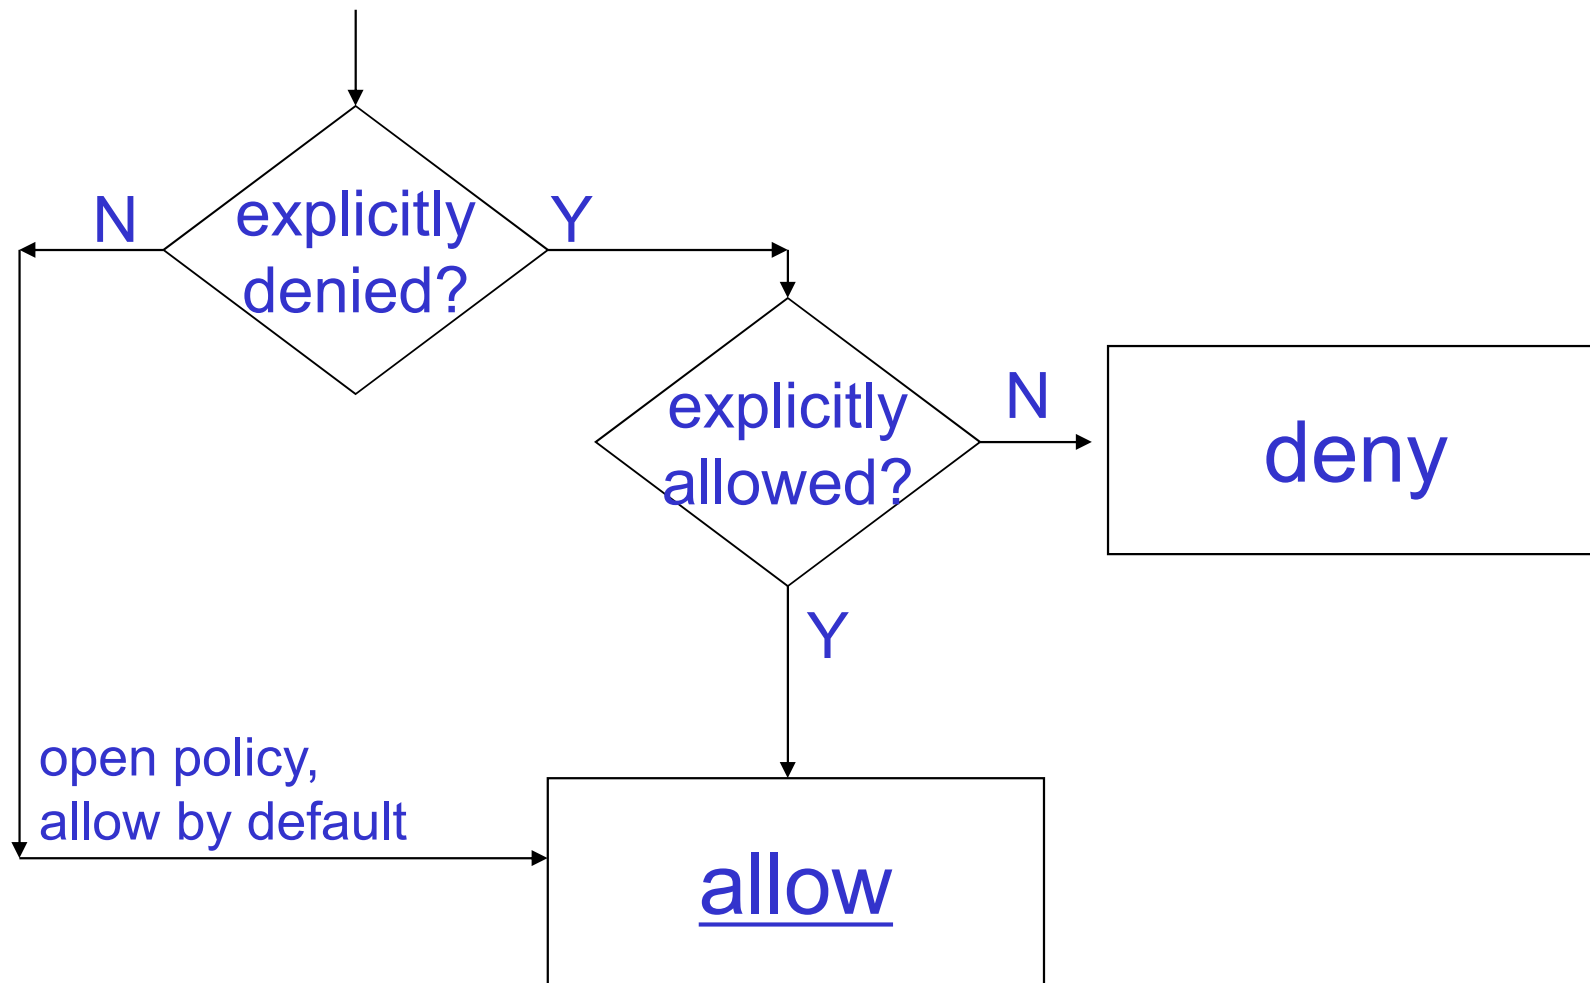 N
explicitly
denied?
Y
explicitly
allowed?
N
deny
Y
open policy,
allow by default
allow